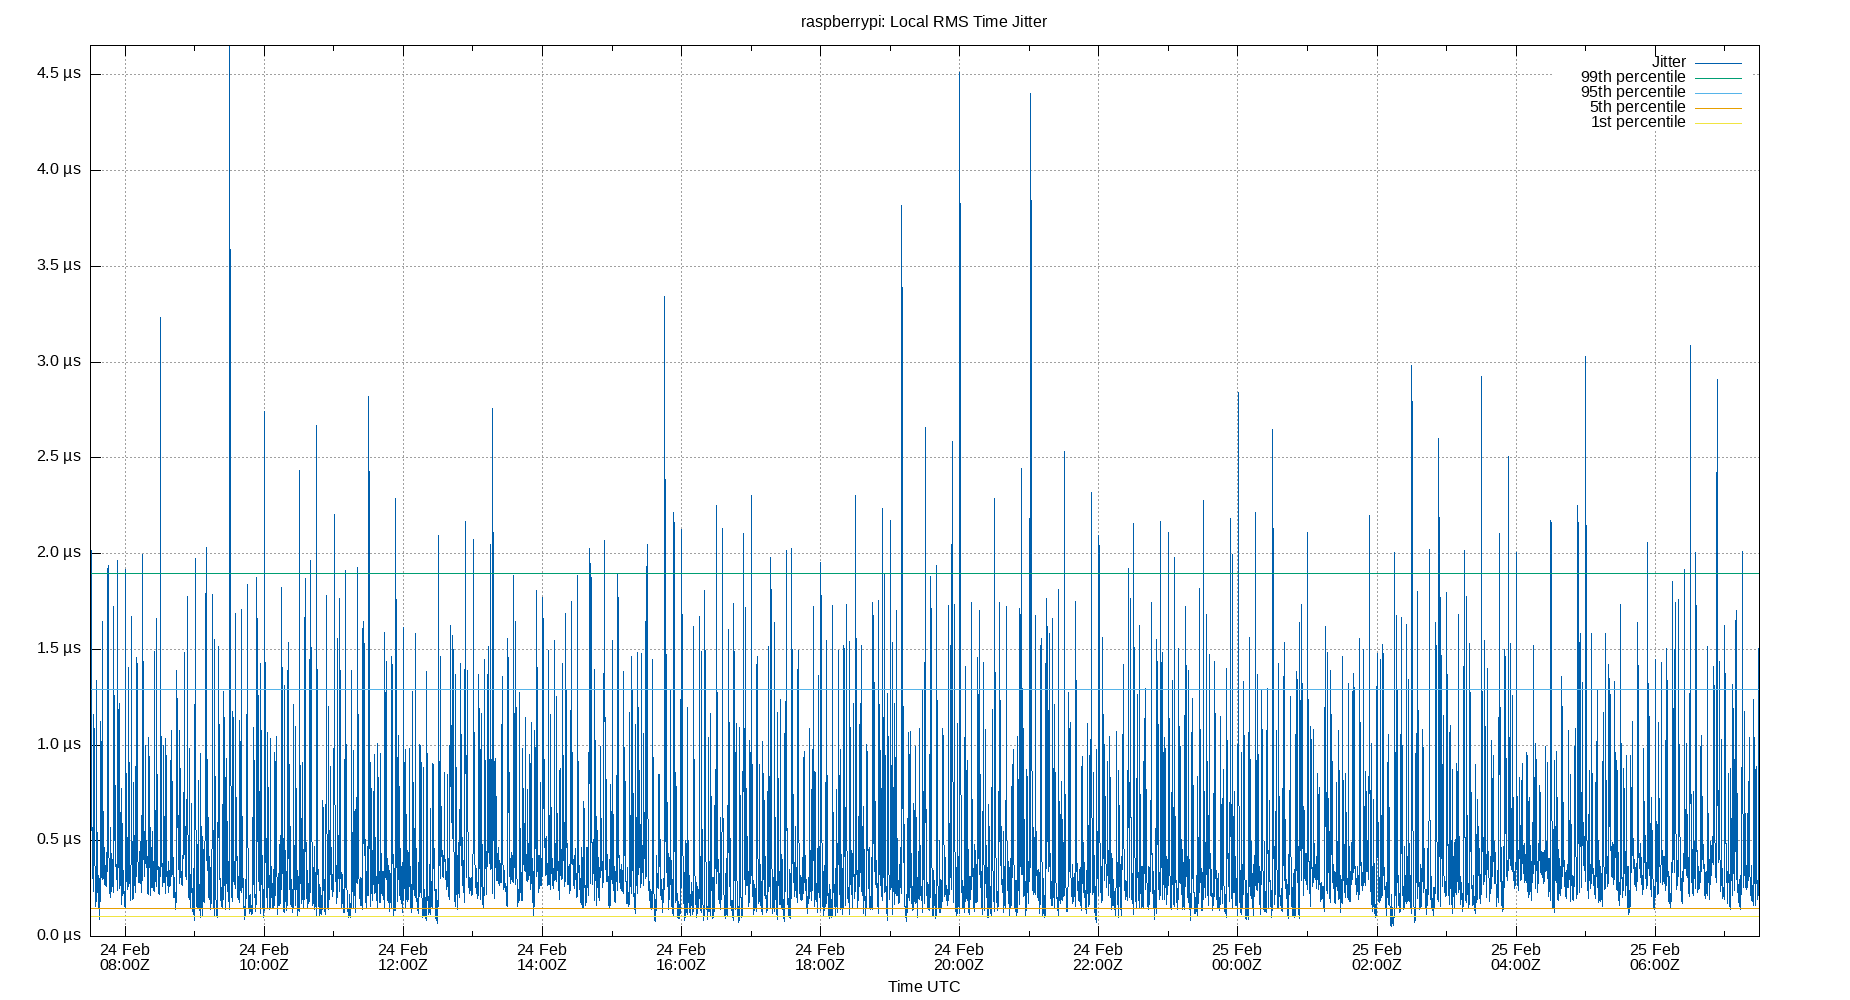 raspberrypi: Local RMS Time Jitter
4.5 µs
4.0 µs
3.5 µs
3.0 µs
2.5 µs
2.0 µs
1.5 µs
1.0 µs
0.5 µs
0.0 µs
Jitter
99th percentile
95th percentile
5th percentile
1st percentile
24 Feb 24 Feb 24 Feb 24 Feb 24 Feb 24 Feb 24 Feb 24 Feb 25 Feb 25 Feb 25 Feb 25 Feb
08:00Z 10:00Z 12:00Z 14:00Z 16:00Z 18:00Z 20:00Z 22:00Z 00:00Z 02:00Z 04:00Z 06:00Z
Time UTC